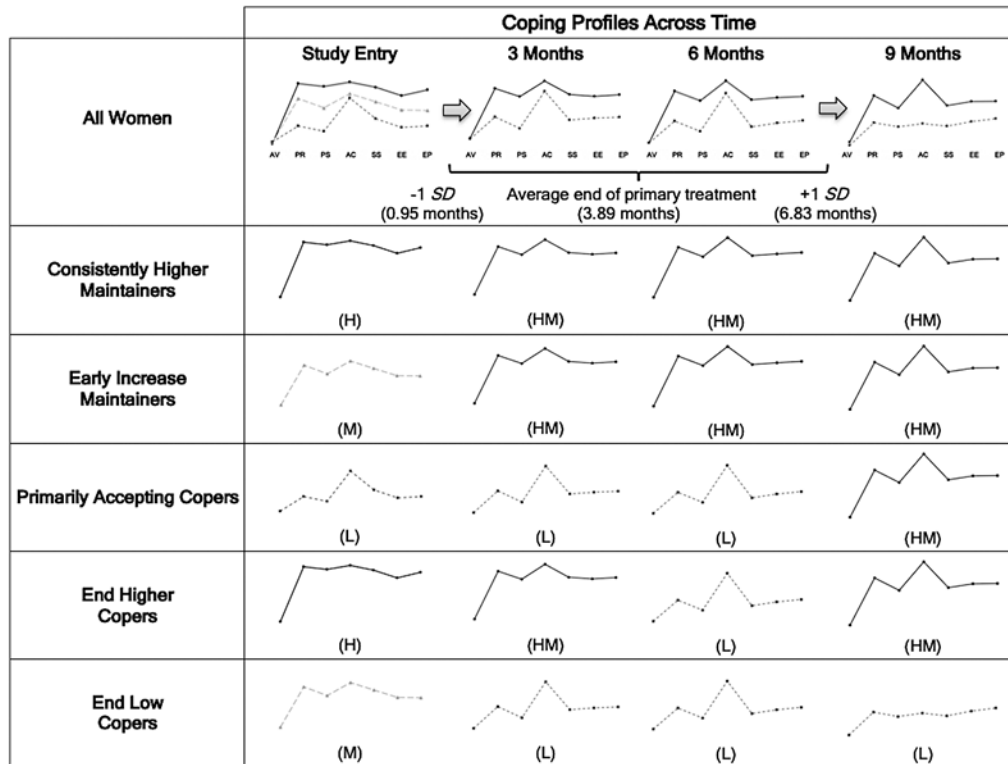 Coping Profiles Across Time
Study Entry 3 Months 6 Months 9 Months
All Women
AV PR PS AC SS EE EP AV PR PS AC SS EE EP AV PR PS AC SS EE EP AV PR PS AC SS EE EP
-1 SD Average end of primary treatment +1 SD
(0.95 months) (3.89 months) (6.83 months)
Consistently Higher
Maintainers
(H) (HM) (HM) (HM)
Early Increase
Maintainers
(M) (HM) (HM) (HM)
Primarily Accepting Copers
(L) (L) (L) (HM)
End Higher
Copers
(H) (HM) (L) (HM)
End Low
Copers
(M) (L) (L) (L)